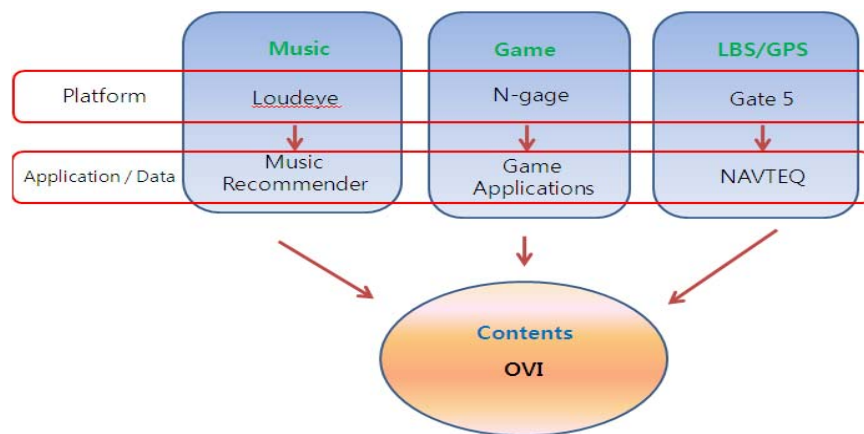 Music Game LBS/GPS
Platform Loudeye N-gage Gate 5
Application / Data Music Recommender Game Applications NAVTEQ
Contents
OVI